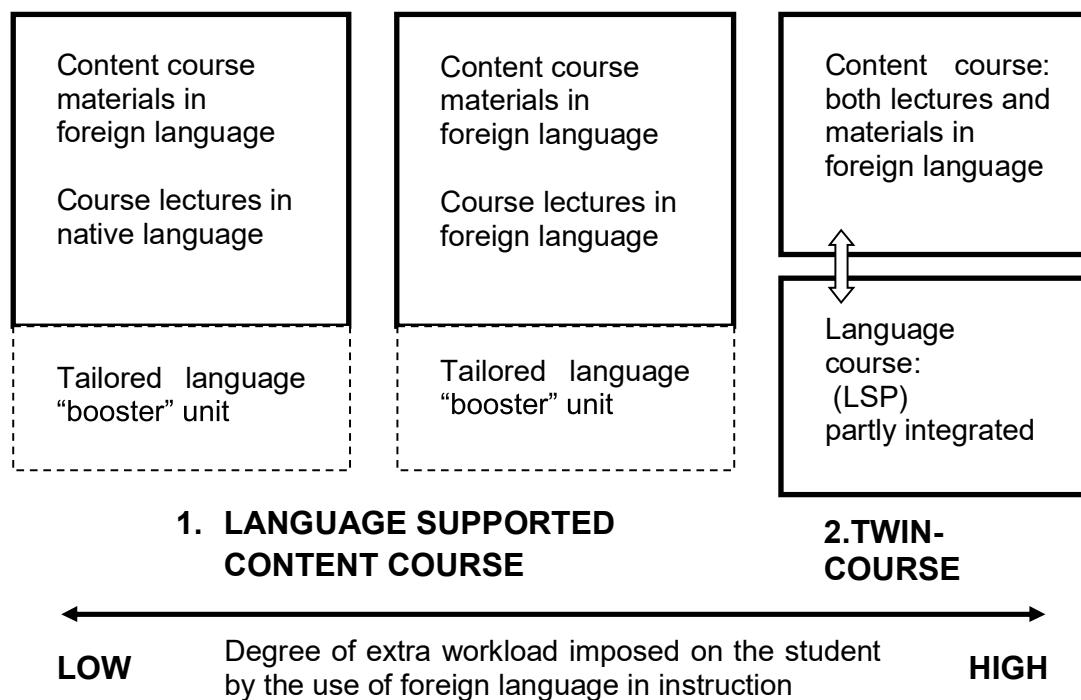 Content course
materials in
foreign language
Course lectures in
native language
Tailored language
“booster” unit
Content course
materials in
foreign language
Course lectures in
foreign language
Tailored language
“booster” unit
Content course:
both lectures and
materials in
foreign language
Language
course:
(LSP)
partly integrated
1. LANGUAGE SUPPORTED
CONTENT COURSE
2.TWIN-
COURSE
LOW
Degree of extra workload imposed on the student
by the use of foreign language in instruction
HIGH